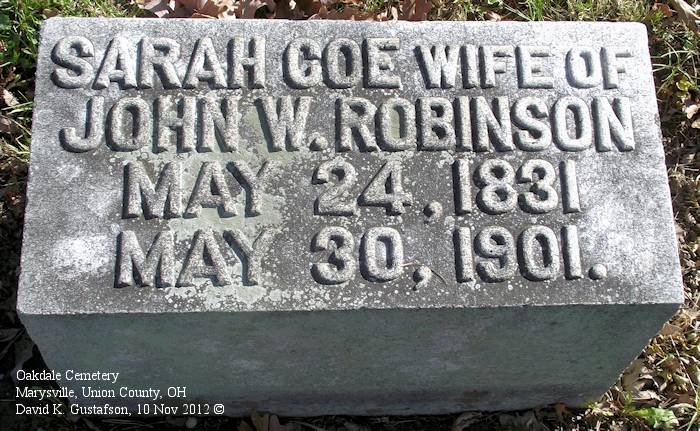 SARAH COE WIFE OF
JOHN W. ROBINSON
MAY 24, 1831
MAY 30, 1901.
Oakdale Cemetery
Marysville, Union County, OH
David K. Gustafson, 10 Nov 2012 ©